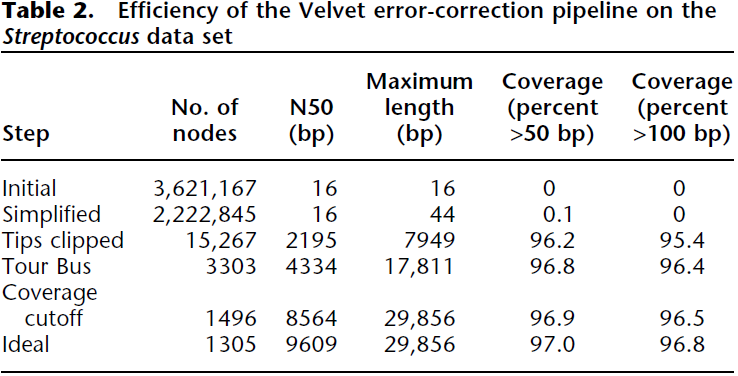 Table 2. Efficiency of the Velvet error-correction pipeline on the
Streptococcus data set
Maximum Coverage Coverage
No. of N50 length (percent (percent
Step nodes (bp) (bp) >50 bp) >100 bp)
Initial 3,621,167 16 16 0 0
Simplified 2,222,845 16 44 0.1 0
Tips clipped 15,267 2195 7949 96.2 95.4
Tour Bus 3303 4334 17,811 96.8 96.4
Coverage
cutoff 1496 8564 29,856 96.9 96.5
Ideal 1305 9609 29,856 97.0 96.8